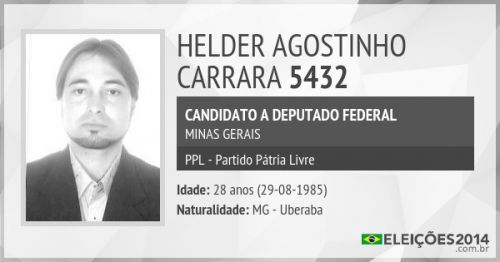 HELDER AGOSTINHO
CARRARA 5432
CANDIDATO A DEPUTADO FEDERAL
MINAS GERAIS
PPL - Partido Pátria Livre
Idade: 28 anos (29-08-1985)
Naturalidade: MG - Uberaba
ELEIÇÕES2014
.com.br